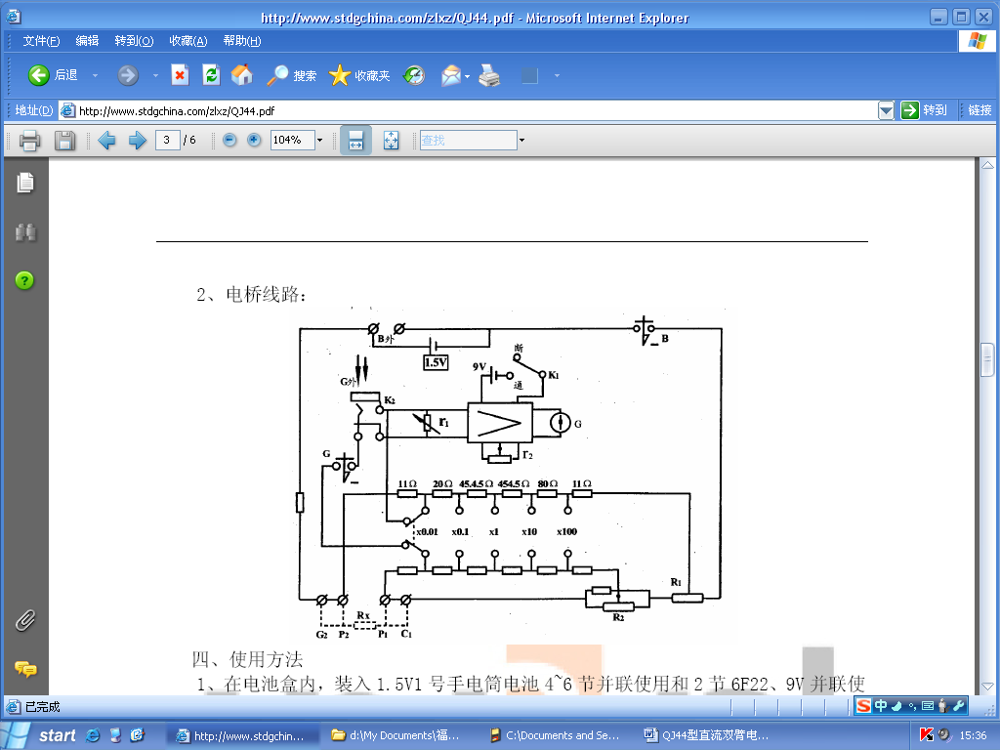 http://www.stdgchina.com/zlxz/QJ44.pdf - Microsoft Internet Explorer
文件(F) 编辑 转到(O) 收藏(A) 帮助(H)
后退 搜索 收藏夹
地址(D) http://www.stdgchina.com/zlxz/QJ44.pdf 转到 链接
3 / 6 104% 查找
2、电桥线路：
B外 B
1.5V
断
9V K1
通
G外
K2
r1 G
r2
G
11Ω 20Ω 45.4.5Ω 454.5Ω 80Ω 11Ω
x0.01 x0.1 x1 x10 x100
R1
Rx R2
G2 P2 P1 C1
四、使用方法
1、在电池盒内，装入 1.5V1 号手电筒电池 4~6 节并联使用和 2 节 6F22、9V 并联使
已完成 中
start http://www.stdgchin... d:\My Documents\福... C:\Documents and Se... QJ44型直流双臂电... 15:36